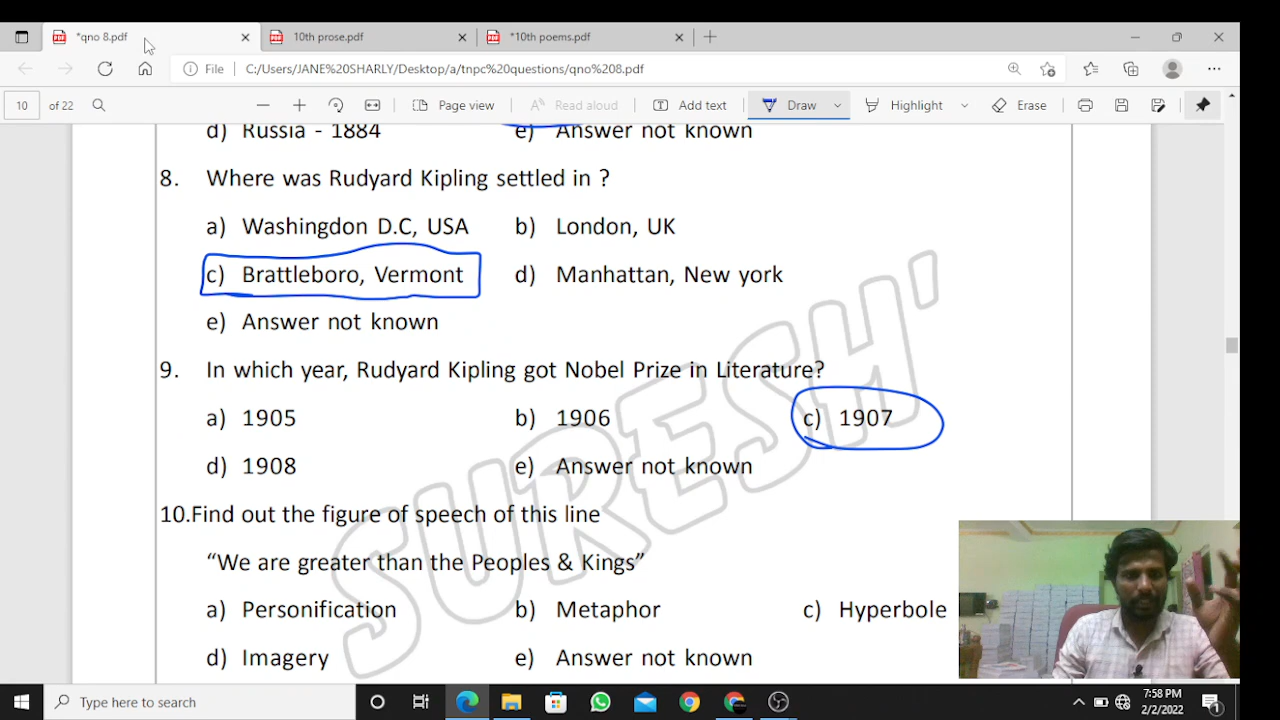 *qno 8.pdf
10th prose.pdf
*10th poems.pdf
File
C:/Users/JANE%20SHARLY/Desktop/a/tnpc%20questions/qno%208.pdf
10 of 22
Page view
Read aloud
Add text
Draw
Highlight
Erase
d) Russia - 1884 e) Answer not known
8. Where was Rudyard Kipling settled in ?
a) Washingdon D.C, USA b) London, UK
c) Brattleboro, Vermont d) Manhattan, New york
e) Answer not known
9. In which year, Rudyard Kipling got Nobel Prize in Literature?
a) 1905 b) 1906 c) 1907
d) 1908 e) Answer not known
10.Find out the figure of speech of this line
“We are greater than the Peoples & Kings”
a) Personification b) Metaphor c) Hyperbole
d) Imagery e) Answer not known
SURESH'
Type here to search
7:58 PM
2/2/2022
1